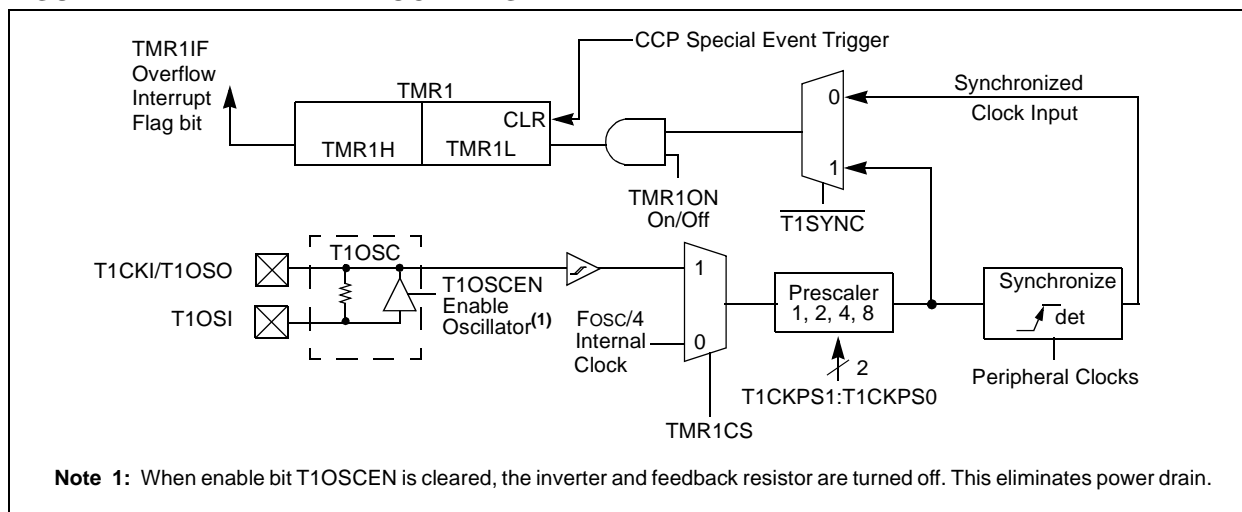 TMR1IF
Overflow
Interrupt
Flag bit
CCP Special Event Trigger
TMR1
CLR
TMR1H
TMR1L
TMR1ON
On/Off
0
1
T1SYNC
Synchronized
Clock Input
T1CKI/T1OSO
T1OSI
T1OSC
T1OSCEN
Enable
Oscillator(1)
FOSC/4
Internal
Clock
1
0
TMR1CS
Prescaler
1, 2, 4, 8
2
T1CKPS1:T1CKPS0
Synchronize
det
Peripheral Clocks
Note 1: When enable bit T1OSCEN is cleared, the inverter and feedback resistor are turned off. This eliminates power drain.